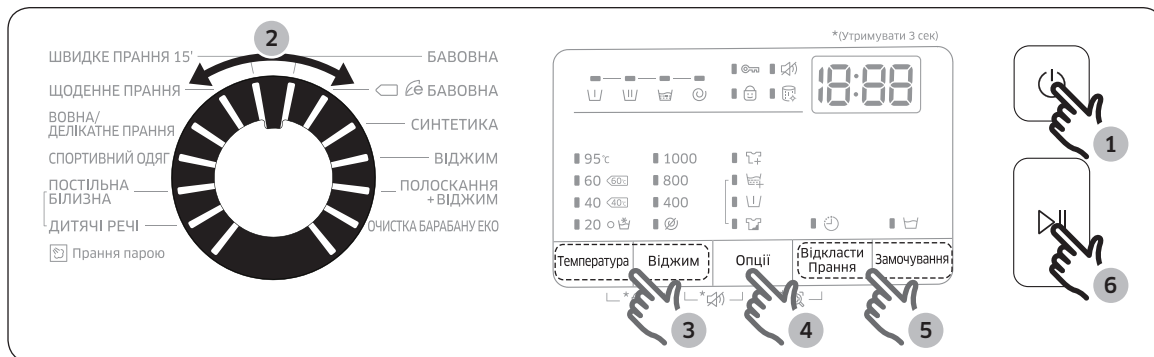 *(Утримувати 3 сек)
2
ШВИДКЕ ПРАННЯ 15'
БАВОВНА
ЩОДЕННЕ ПРАННЯ
e БАВОВНА
ВОВНА/
ДЕЛІКАТНЕ ПРАННЯ
СИНТЕТИКА
СПОРТИВНИЙ ОДЯГ
ВІДЖИМ
ПОСТІЛЬНА
БІЛИЗНА
ПОЛОСКАННЯ
+ВІДЖИМ
ДИТЯЧІ РЕЧІ
ОЧИСТКА БАРАБАНУ ЕКО
Прання парою
18:88
95℃ 1000
60 60℃ 800
40 40℃ 400
20
Температура
Віджим
Опції
Відкласти
Прання
Замочування
*
*
3
4
5
1
6